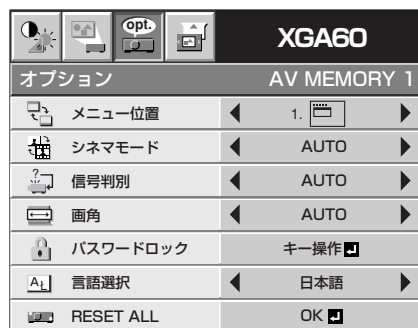 opt.
XGA60
オプション AV MEMORY 1
メニュー位置 1.
シネマモード AUTO
信号判別 AUTO
画角 AUTO
パスワードロック キー操作
A
言語選択 日本語
RESET ALL OK